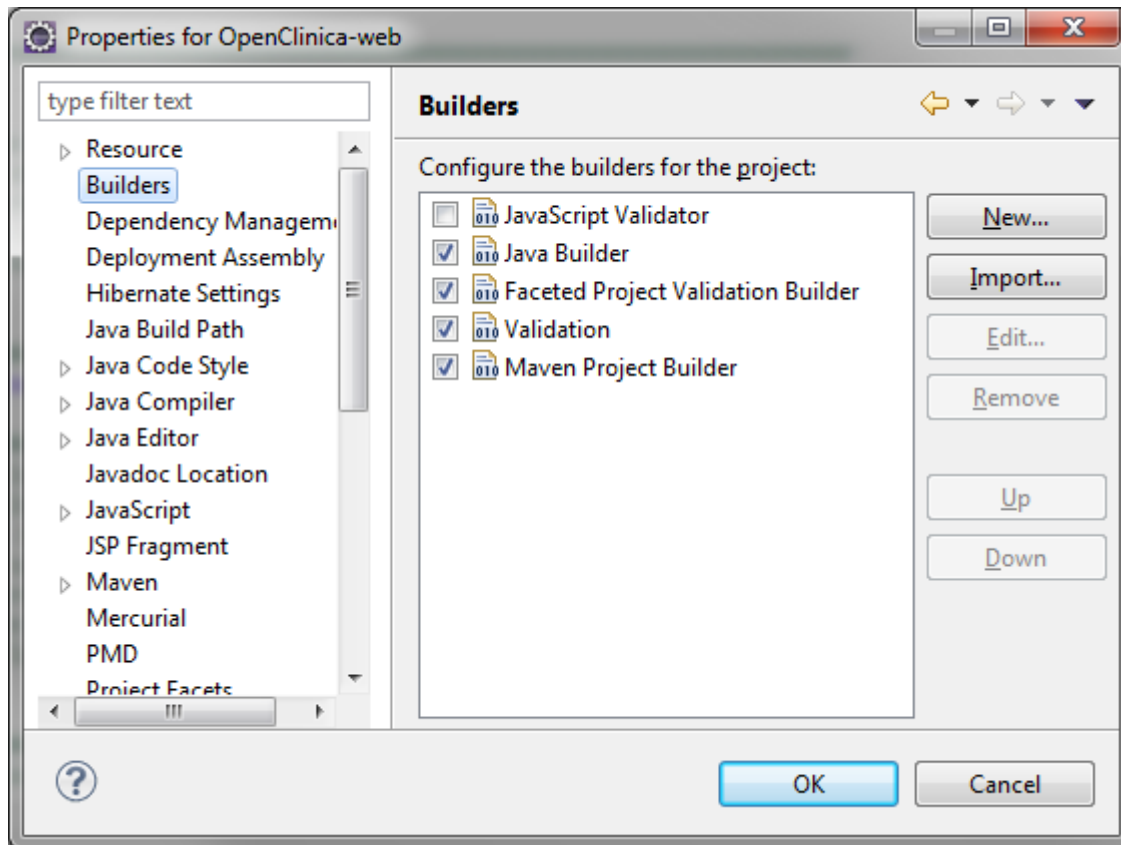 Properties for OpenClinica-web
type filter text
Resource
Builders
Dependency Managem
Deployment Assembly
Hibernate Settings
Java Build Path
Java Code Style
Java Compiler
Java Editor
Javadoc Location
JavaScript
JSP Fragment
Maven
Mercurial
PMD
Project Facets
Builders
Configure the builders for the project:
JavaScript Validator
Java Builder
Faceted Project Validation Builder
Validation
Maven Project Builder
New...
Import...
Edit...
Remove
Up
Down
OK
Cancel